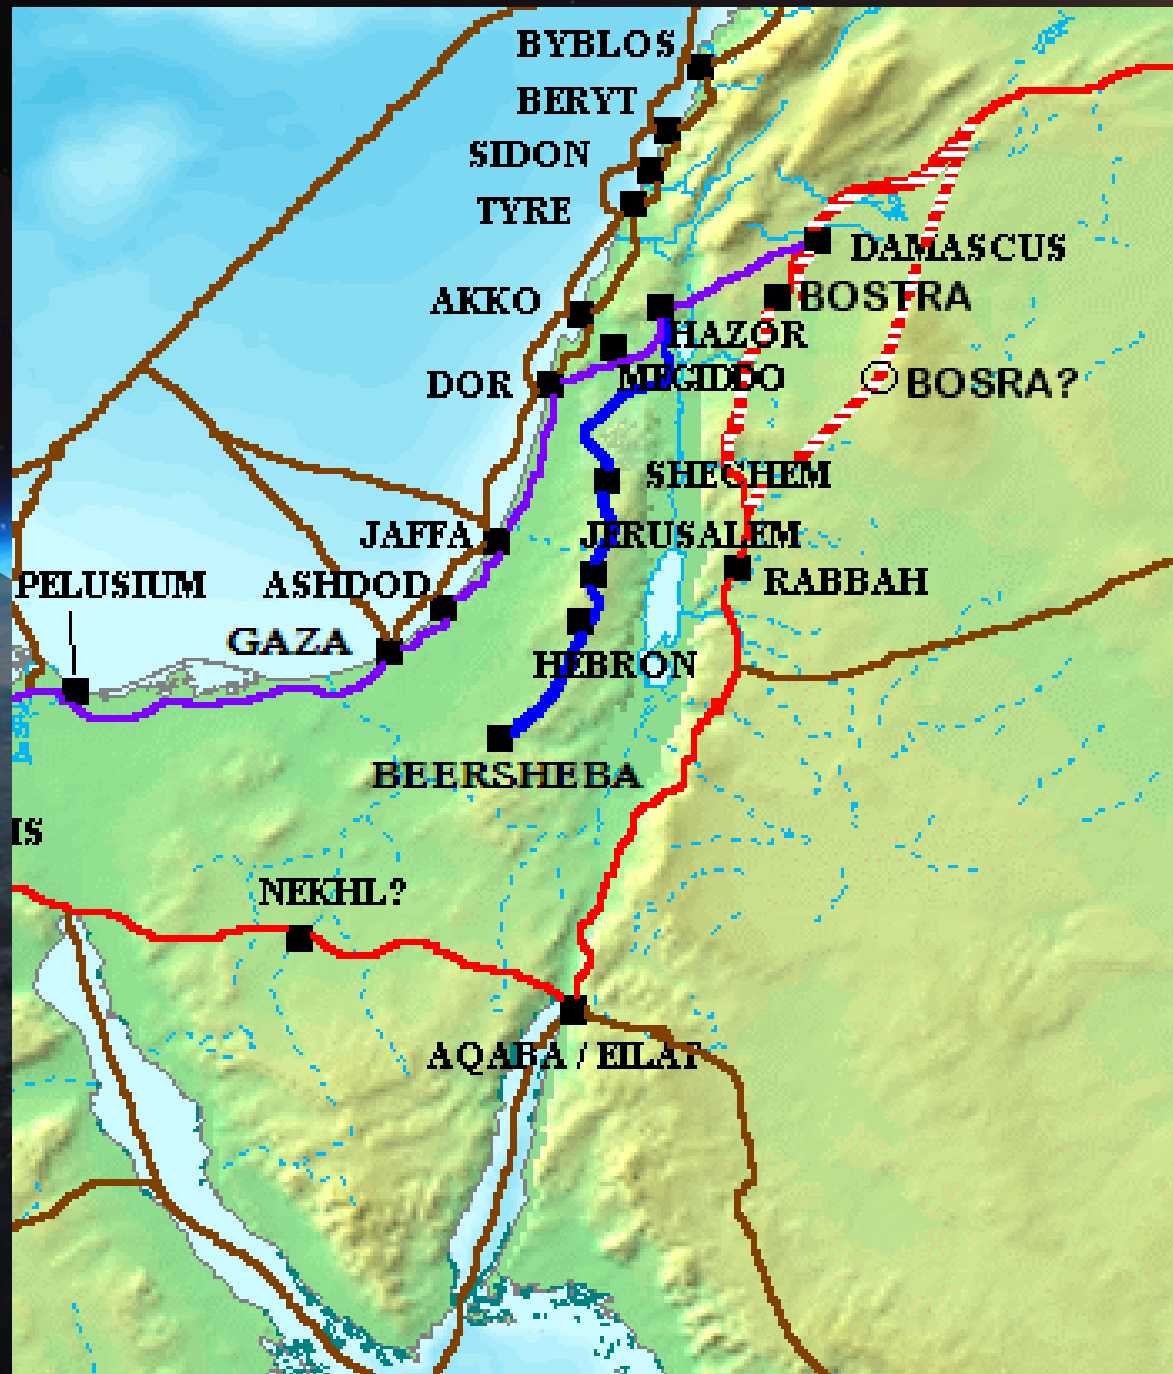 BYBLOS
BERYT
SIDON
TYRE
DAMASCUS
BOSTRA
AKKO
HAZOR
MEGIDDO
DOR
BOSRA?
SHECHEM
JAFFA
JERUSALEM
PELUSIUM
ASHDOD
RABBAH
GAZA
HEBRON
BEERSHEBA
IS
NEKHL?
AQABA / EILAT